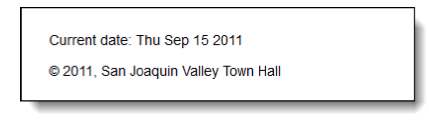 Current date: Thu Sep 15 2011
© 2011, San Joaquin Valley Town Hall